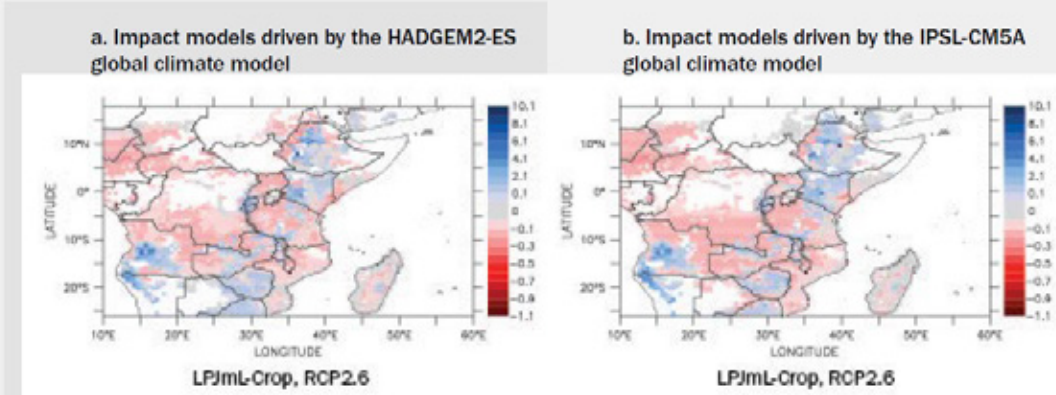 a. Impact models driven by the HADGEM2-ES
global climate model
10.1
8.1
6.1
4.1
2.1
0.1
0
-0.1
-0.3
-0.5
-0.7
-0.9
-1.1
LATITUDE
10°N
0°
10°S
20°S
10°E
20°E
30°E
40°E
50°E
60°E
LONGITUDE
LPJmL-Crop, RCP2.6
b. Impact models driven by the IPSL-CM5A
global climate model
10.1
8.1
6.1
4.1
2.1
0.1
0
-0.1
-0.3
-0.5
-0.7
-0.9
-1.1
LATITUDE
10°N
0°
10°S
20°S
10°E
20°E
30°E
40°E
50°E
60°E
LONGITUDE
LPJmL-Crop, RCP2.6